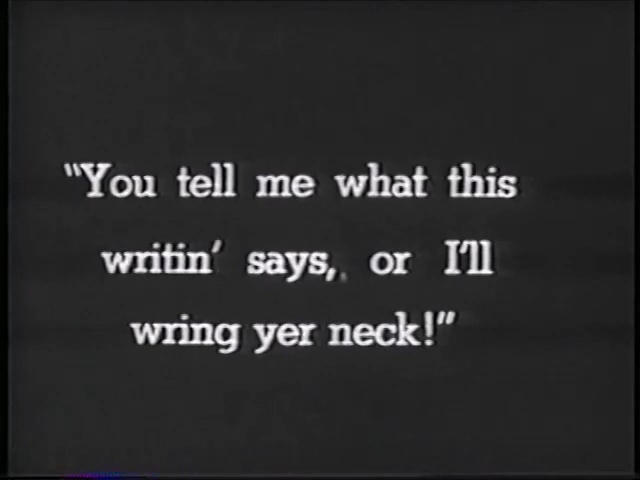 "You tell me what this
writin' says, or I'll
wring yer neck!"